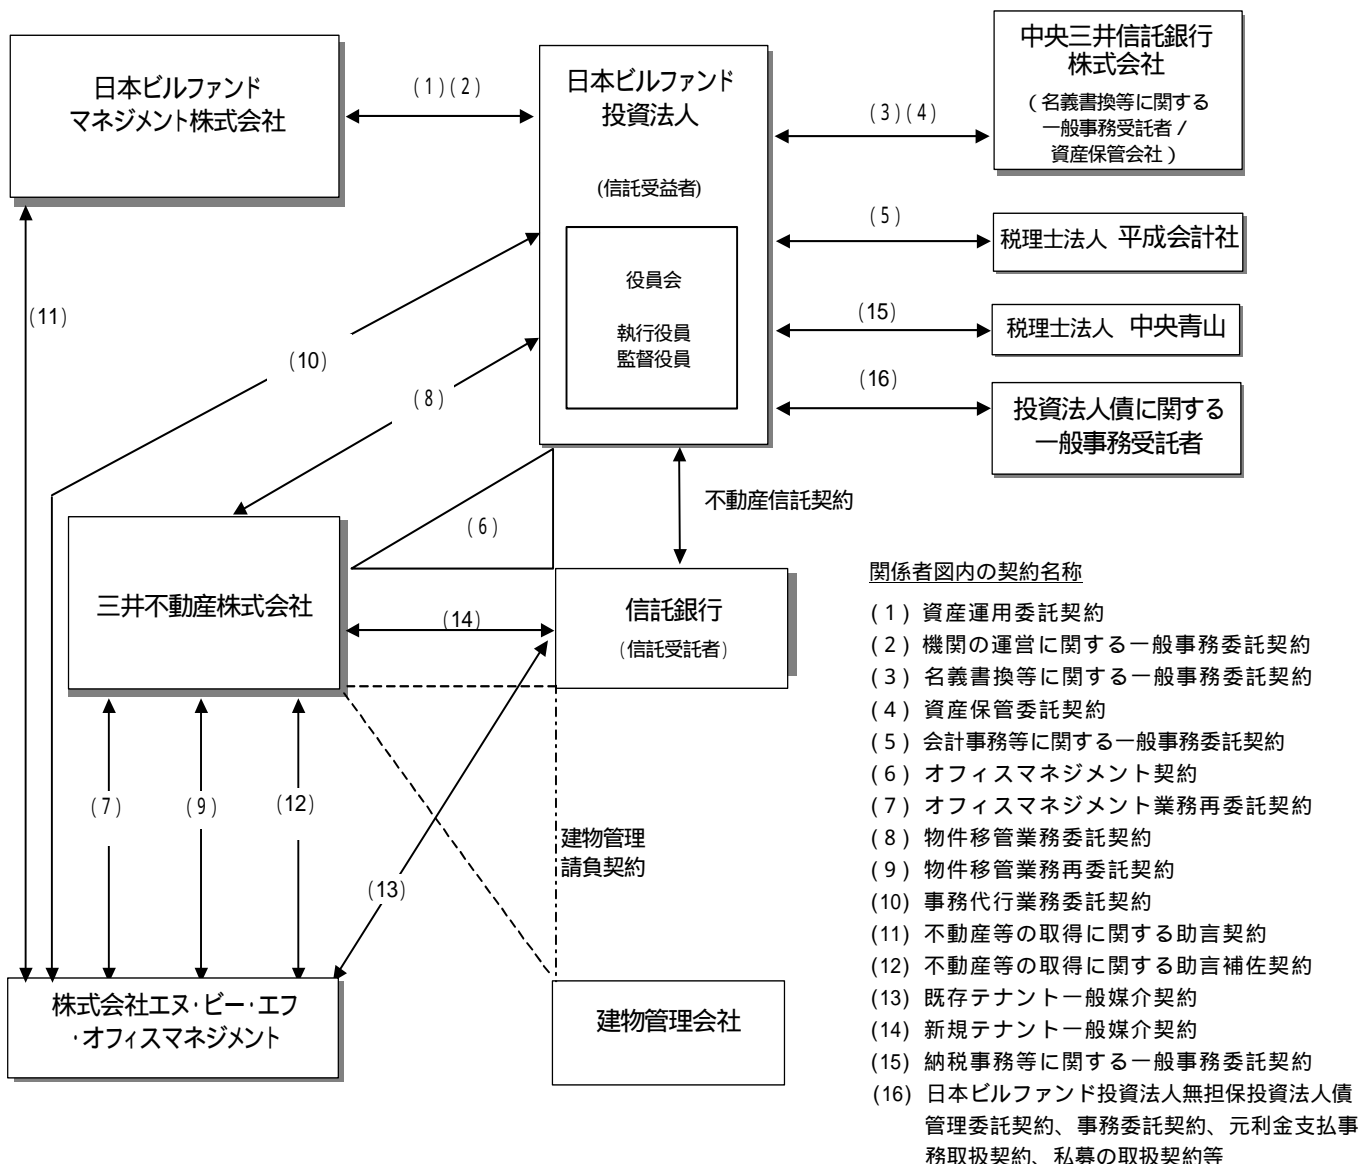 日本ビルファンド
マネジメント株式会社
(1)(2)
日本ビルファンド
投資法人
(信託受益者)
役員会
執行役員
監督役員
(3)(4)
中央三井信託銀行
株式会社
(名義書換等に関する
一般事務受託者/
資産保管会社)
(5)
税理士法人 平成会計社
(15)
税理士法人 中央青山
(16)
投資法人債に関する
一般事務受託者
(11)
(10)
(8)
(6)
不動産信託契約
三井不動産株式会社
(14)
信託銀行
(信託受託者)
(7)
(9)
(12)
(13)
建物管理
請負契約
株式会社エヌ・ビー・エフ
・オフィスマネジメント
建物管理会社
関係者図内の契約名称
(1) 資産運用委託契約
(2) 機関の運営に関する一般事務委託契約
(3) 名義書換等に関する一般事務委託契約
(4) 資産保管委託契約
(5) 会計事務等に関する一般事務委託契約
(6) オフィスマネジメント契約
(7) オフィスマネジメント業務再委託契約
(8) 物件移管業務委託契約
(9) 物件移管業務再委託契約
(10) 事務代行業務委託契約
(11) 不動産等の取得に関する助言契約
(12) 不動産等の取得に関する助言補佐契約
(13) 既存テナント一般媒介契約
(14) 新規テナント一般媒介契約
(15) 納税事務等に関する一般事務委託契約
(16) 日本ビルファンド投資法人無担保投資法人債
管理委託契約、事務委託契約、元利金支払事
務取扱契約、私募の取扱契約等